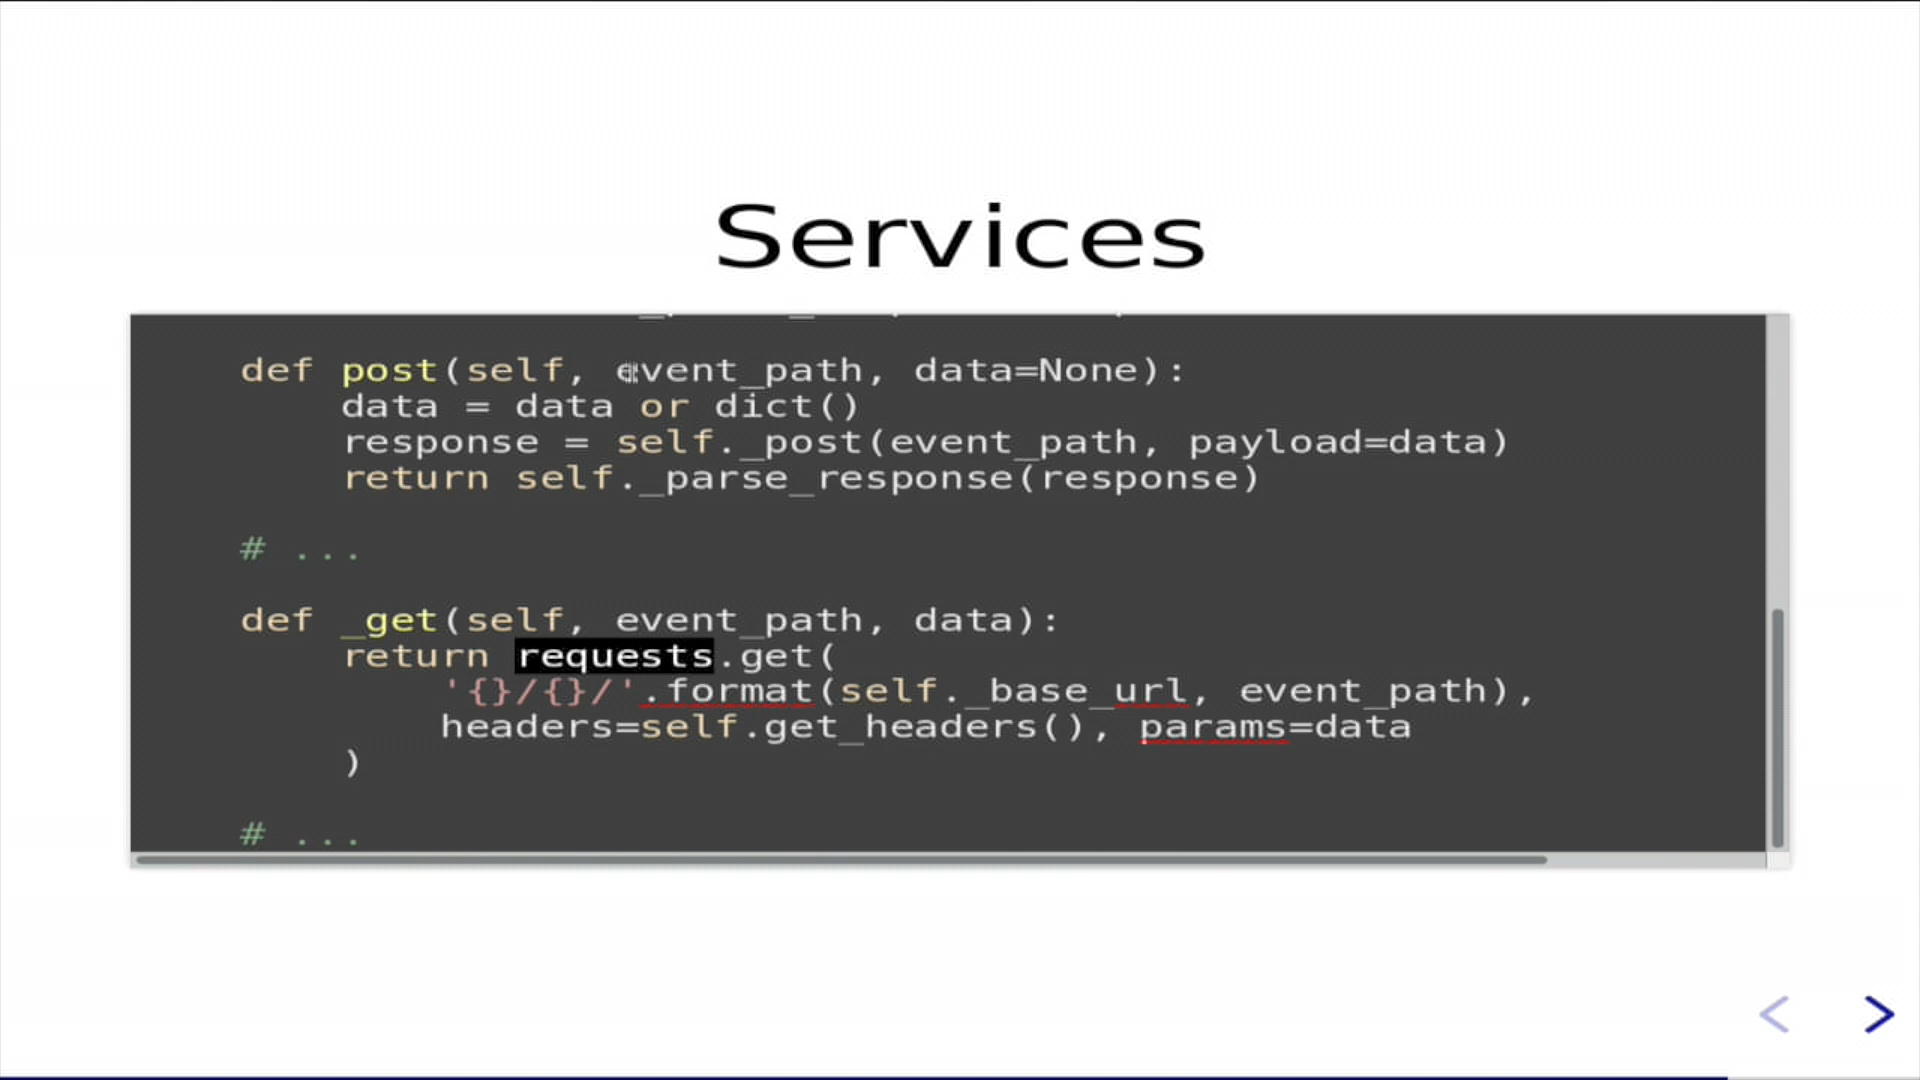 Services
def post(self, event_path, data=None):
data = data or dict()
response = self._post(event_path, payload=data)
return self._parse_response(response)
# ...
def _get(self, event_path, data):
return requests.get(
'{}/{}/'.format(self._base_url, event_path),
headers=self.get_headers(), params=data
)
# ...